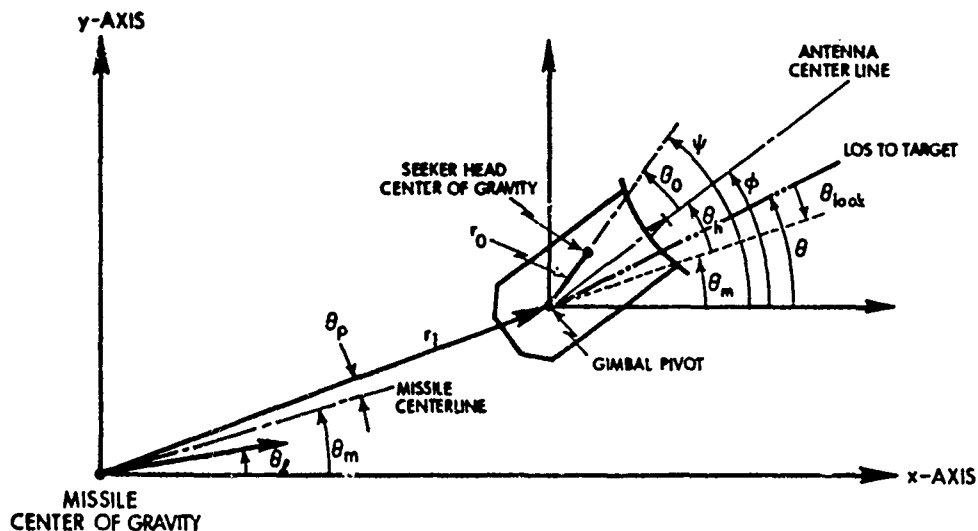 y-AXIS
ANTENNA
CENTER LINE
ψ
LOS TO TARGET
SEEKER HEAD
CENTER OF GRAVITY
θ₀
ϕ
θlook
r₀
θh
θ
θm
θp
r₁
GIMBAL PIVOT
MISSILE
CENTERLINE
θm
θℓ
x-AXIS
MISSILE
CENTER OF GRAVITY